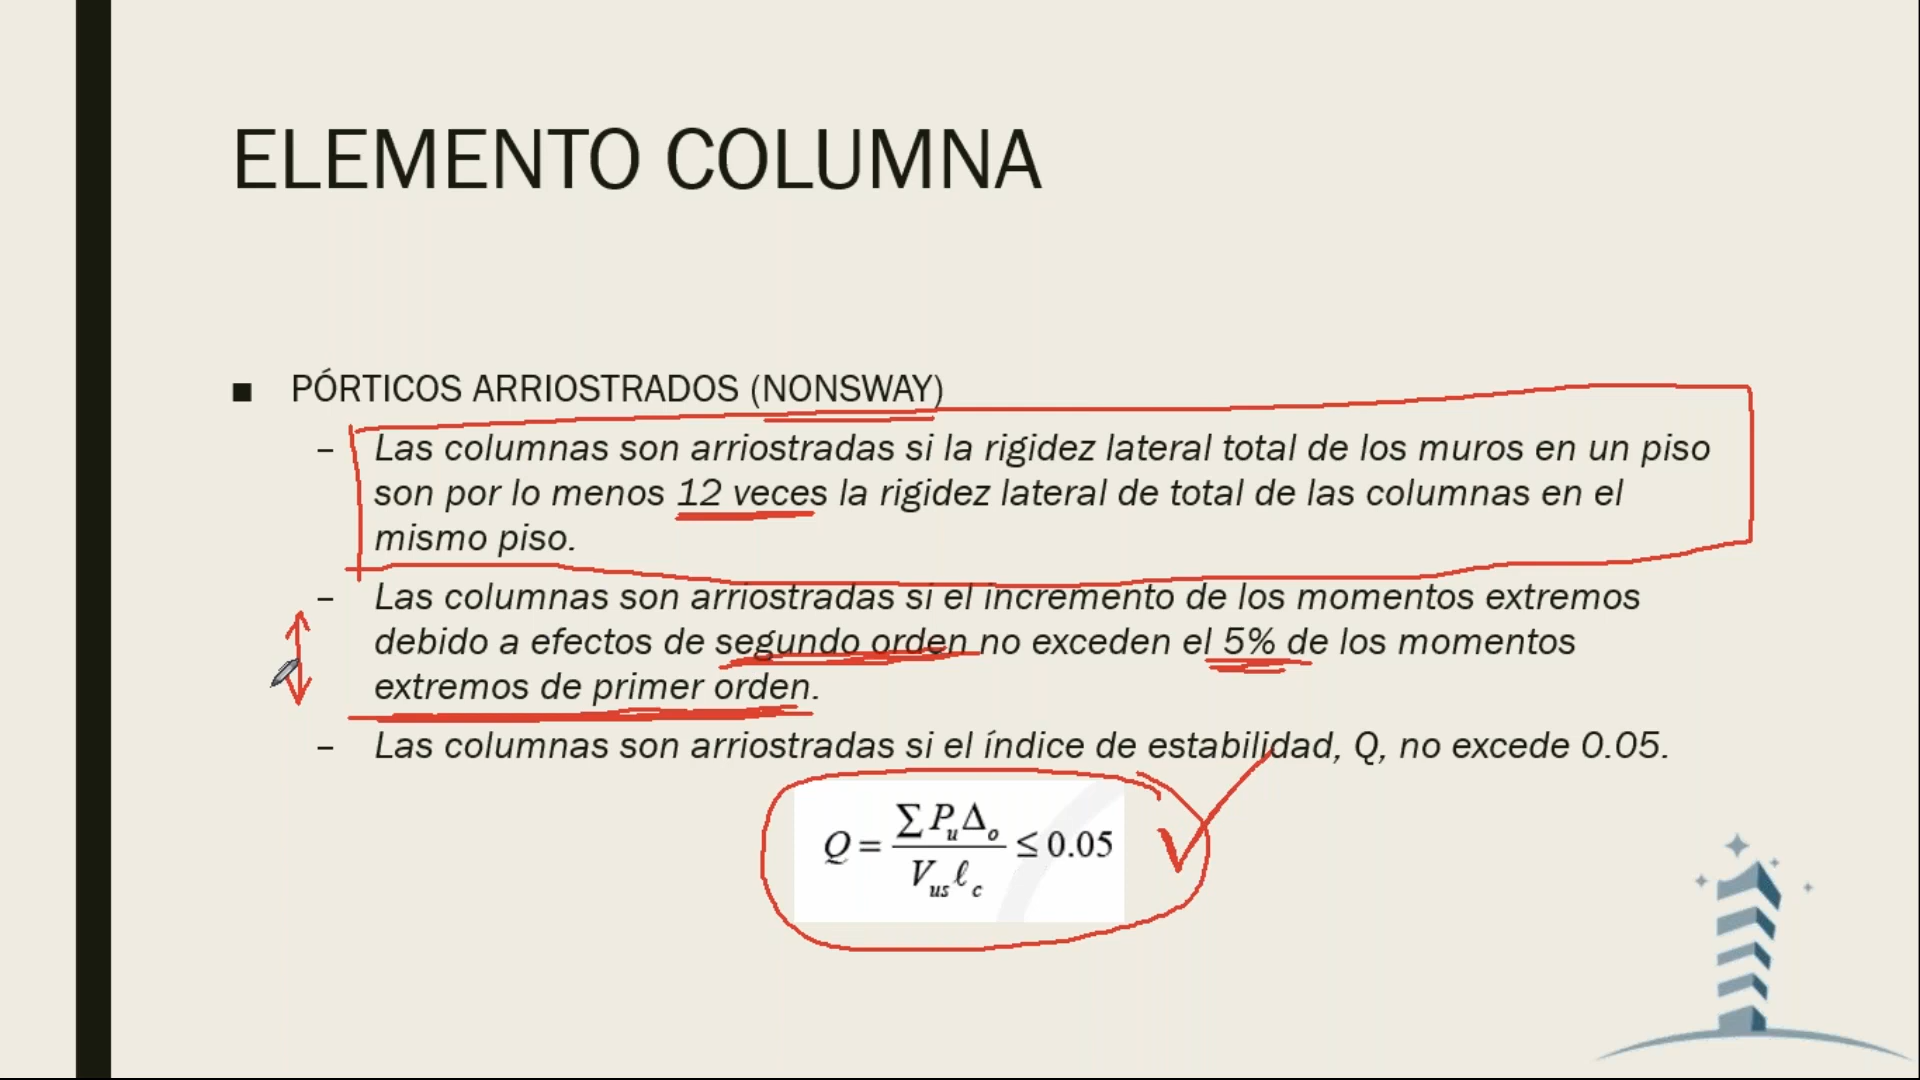 ELEMENTO COLUMNA
■ PÓRTICOS ARRIOSTRADOS (NONSWAY)
– Las columnas son arriostradas si la rigidez lateral total de los muros en un piso
son por lo menos 12 veces la rigidez lateral de total de las columnas en el
mismo piso.
– Las columnas son arriostradas si el incremento de los momentos extremos
debido a efectos de segundo orden no exceden el 5% de los momentos
extremos de primer orden.
– Las columnas son arriostradas si el índice de estabilidad, Q, no excede 0.05.
Q = ∑ P_u Δ_o / V_us ℓ_c ≤ 0.05